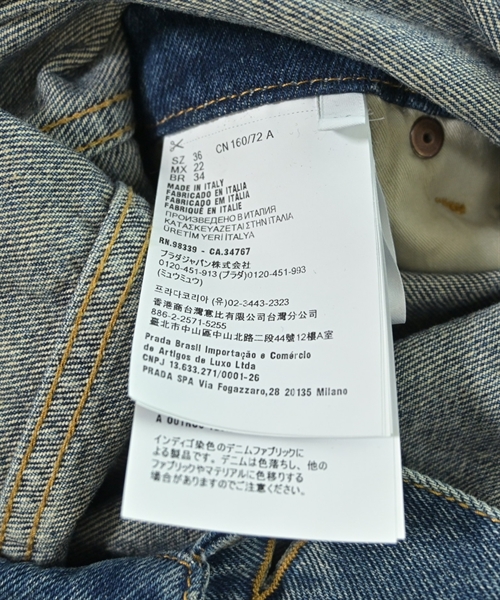 SZ 36 CN 160/72 A
MX 22
BR 34
MADE IN ITALY
FABRICADO EN ITALIA
FABRICADO EM ITÁLIA
FABRIQUÉ EN ITALIE
ПРОИЗВЕДЕНО В ИТАЛИЯ
ΚΑΤΑΣΚΕΥΑΖΕΤΑΙ ΣΤΗΝ ΙΤΑΛΙΑ
ÜRETİM YERİ İTALYA
RN.98339 - CA.34767
プラダジャパン株式会社
0120-451-913 (プラダ) 0120-451-993
(ミュウミュウ)
프라다코리아 (유) 02-3443-2323
香港商台灣意比有限公司台灣分公司
886-2-2571-5255
臺北市中山區中山北路二段44號12樓A室
Prada Brasil Importação e Comércio
de Artigos de Luxo Ltda
CNPJ 13.633.271/0001-26
PRADA SPA Via Fogazzaro,28 20135 Milano
インディゴ染色のデニムファブリックに
よる製品です。デニムは色落ちし、他の
ファブリックやマテリアルに色移りする
場合がありますのでご注意ください。